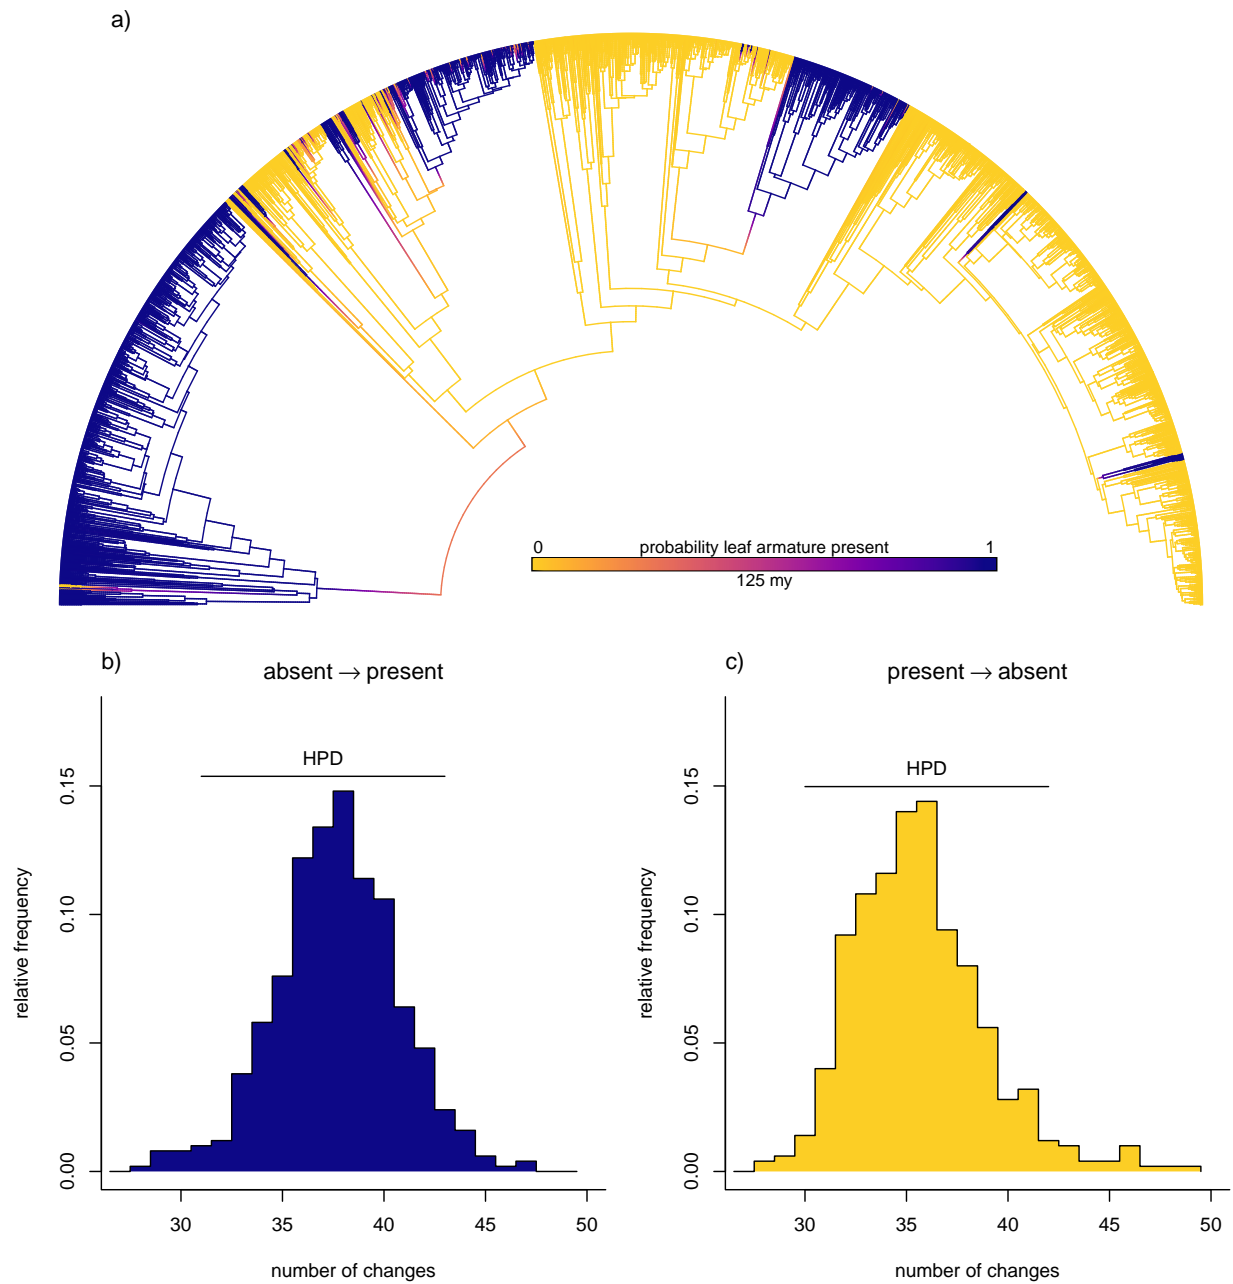 a)
0 probability leaf armature present 1
125 my
b) absent → present
HPD
relative frequency
0.15
0.10
0.05
0.00
30 35 40 45 50
number of changes
c) present → absent
HPD
relative frequency
0.15
0.10
0.05
0.00
30 35 40 45 50
number of changes